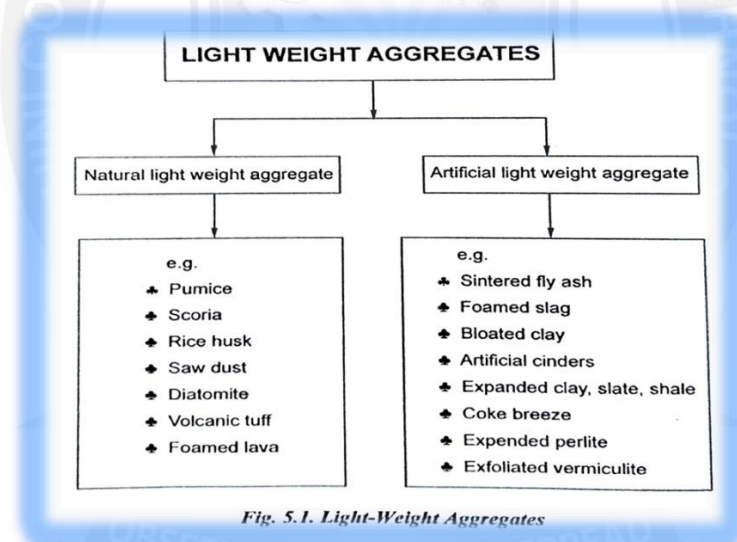 LIGHT WEIGHT AGGREGATES
Natural light weight aggregate
Artificial light weight aggregate
e.g.
♣ Pumice
♣ Scoria
♣ Rice husk
♣ Saw dust
♣ Diatomite
♣ Volcanic tuff
♣ Foamed lava
e.g.
♣ Sintered fly ash
♣ Foamed slag
♣ Bloated clay
♣ Artificial cinders
♣ Expanded clay, slate, shale
♣ Coke breeze
♣ Expended perlite
♣ Exfoliated vermiculite
Fig. 5.1. Light-Weight Aggregates